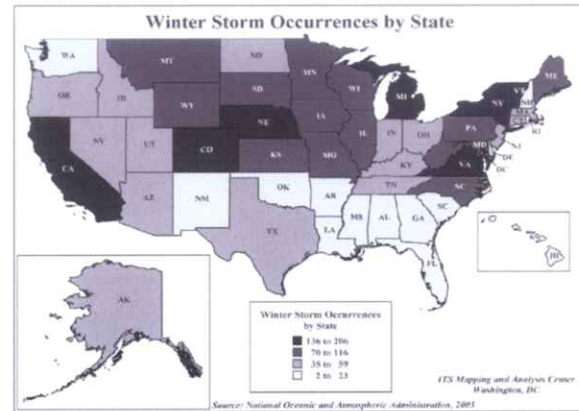 Winter Storm Occurrences by State
WA
MT
ND
MN
ME
OR
ID
SD
WI
MI
VT
NH
NY
WY
IA
NE
PA
NJ
RI
NV
UT
CO
IL
IN
OH
MD
DE
DC
CA
KS
MO
KY
VA
NC
TN
AZ
NM
OK
AR
SC
TX
LA
MS
AL
GA
FL
HI
AK
Winter Storm Occurrences
by State
136 to 206
70 to 116
35 to 59
2 to 23
ITS Mapping and Analysis Center
Washington, DC
Source: National Oceanic and Atmospheric Administration, 2003